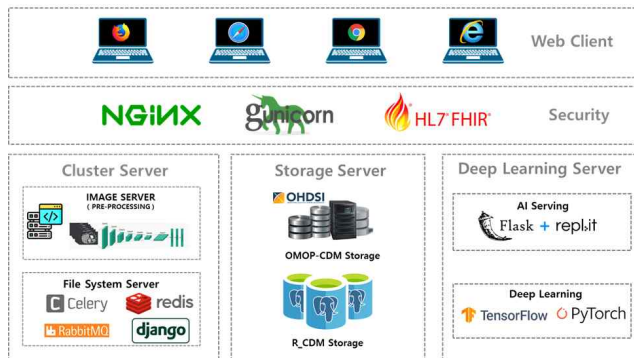 Web Client
NGINX
gunicorn
HL7® FHIR®
Security
Cluster Server
IMAGE SERVER
( PRE-PROCESSING )
File System Server
Celery
redis
RabbitMQ
django
Storage Server
OHDSI
OMOP-CDM Storage
R_CDM Storage
Deep Learning Server
AI Serving
Flask + replit
Deep Learning
TensorFlow
PyTorch